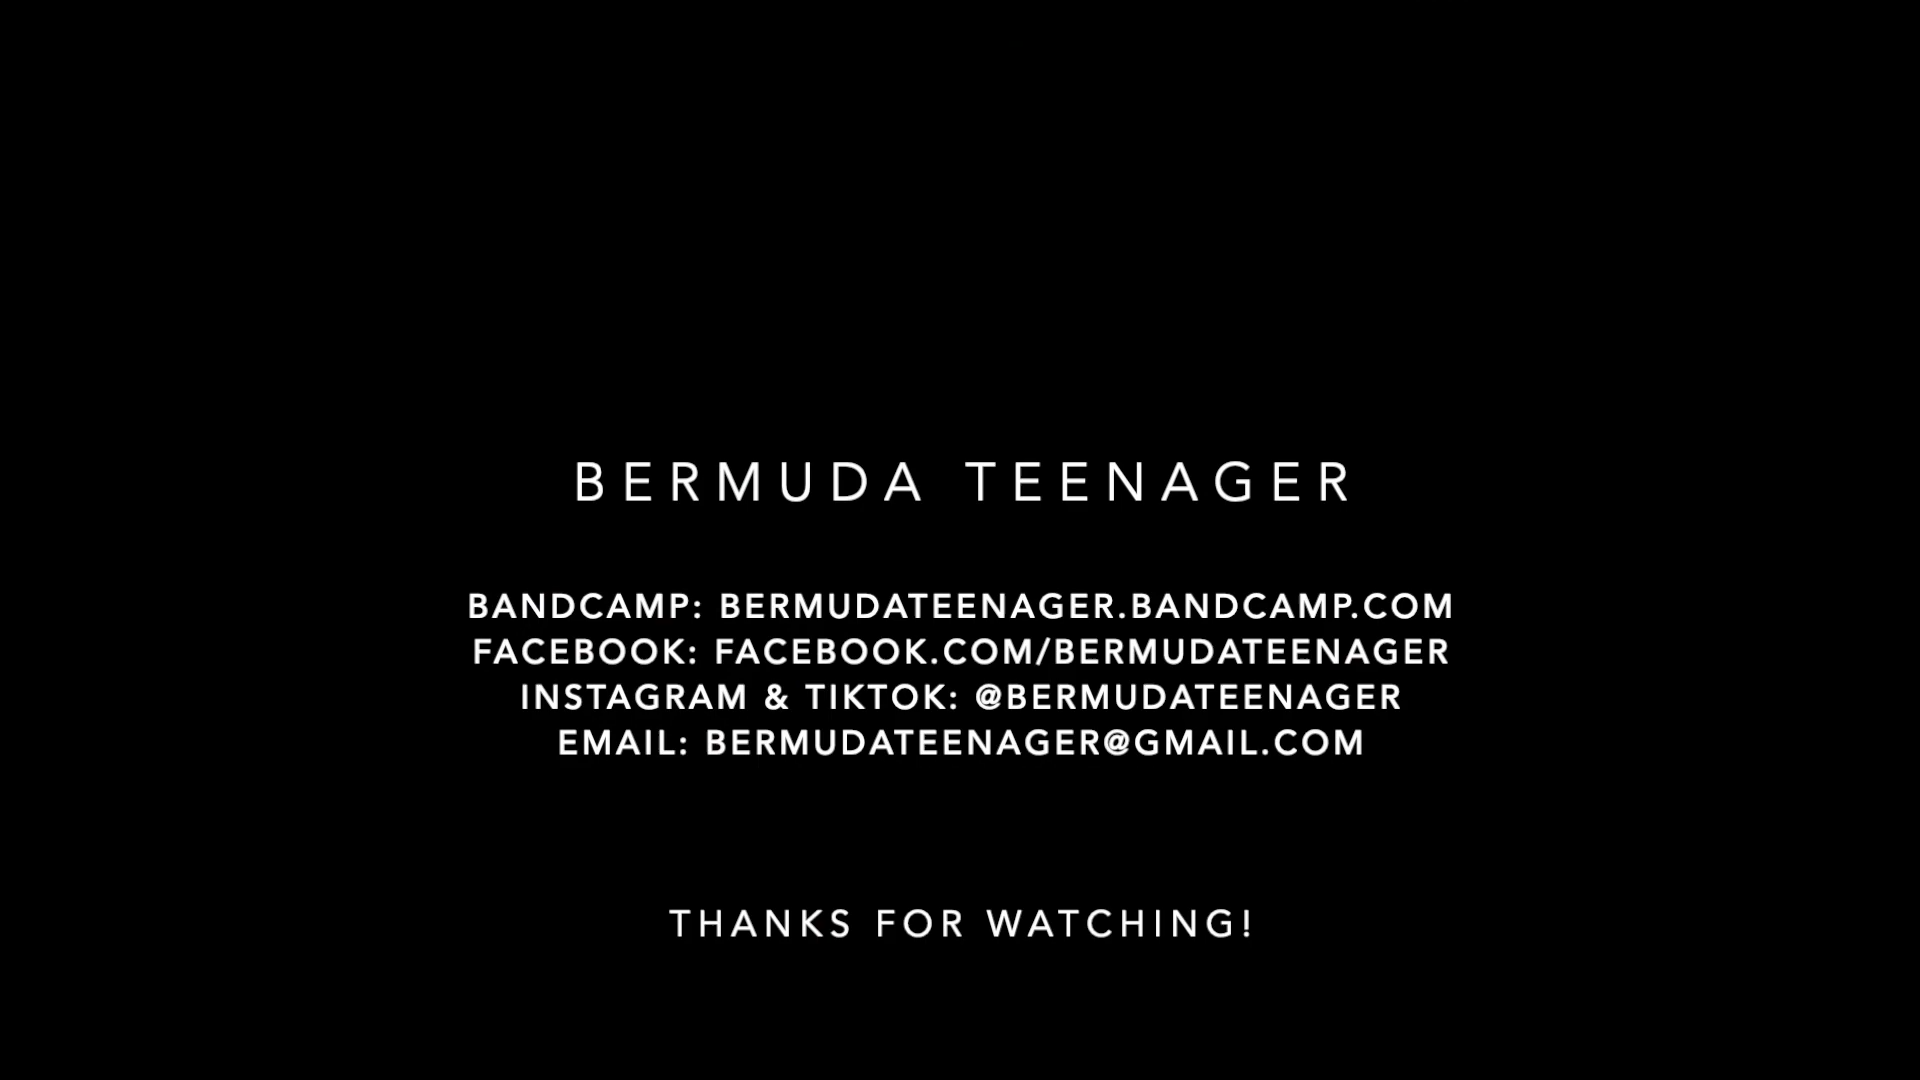 BERMUDA TEENAGER
BANDCAMP: BERMUDATEENAGER.BANDCAMP.COM
FACEBOOK: FACEBOOK.COM/BERMUDATEENAGER
INSTAGRAM & TIKTOK: @BERMUDATEENAGER
EMAIL: BERMUDATEENAGER@GMAIL.COM
THANKS FOR WATCHING!